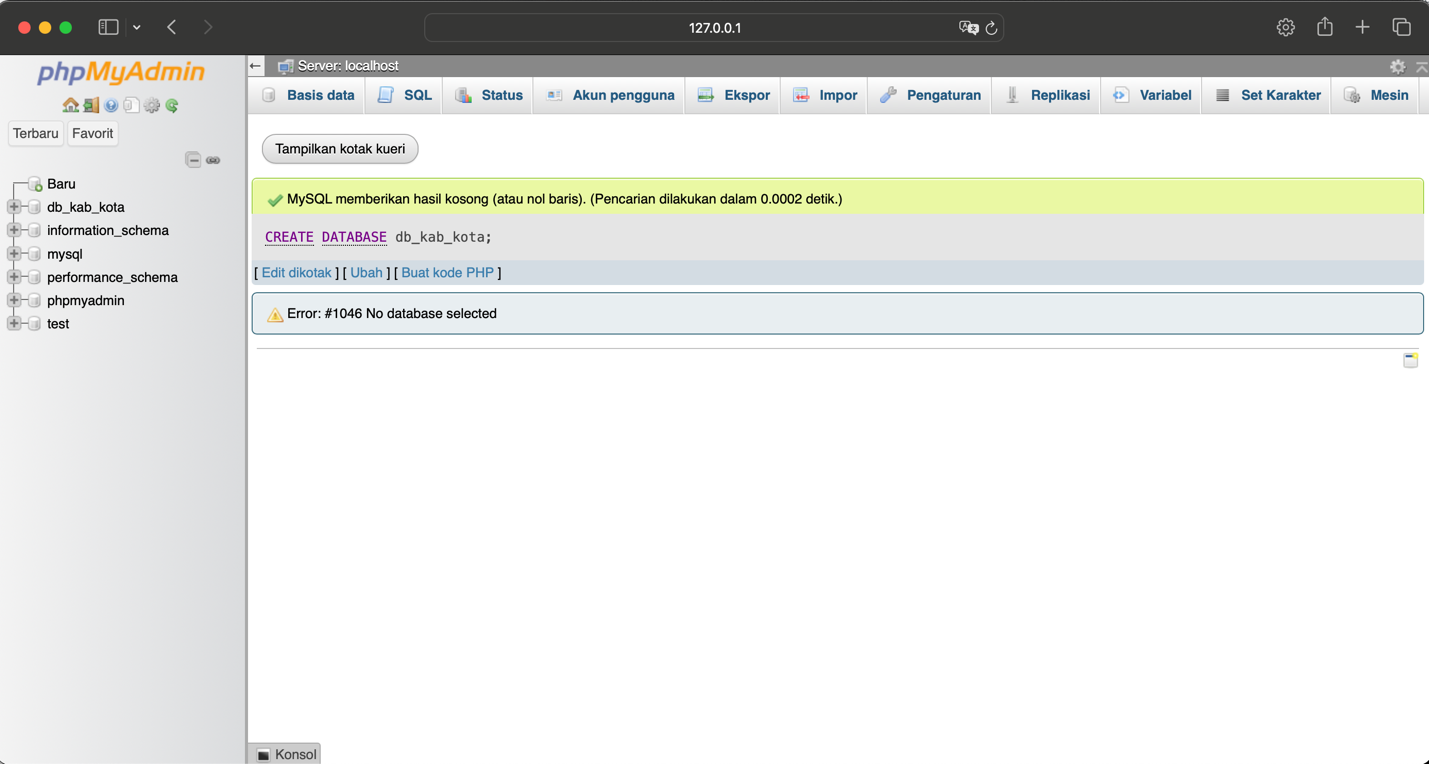 127.0.0.1
phpMyAdmin
Terbaru Favorit
Baru
db_kab_kota
information_schema
mysql
performance_schema
phpmyadmin
test
Server: localhost
Basis data SQL Status Akun pengguna Ekspor Impor Pengaturan Replikasi Variabel Set Karakter Mesin
Tampilkan kotak kueri
MySQL memberikan hasil kosong (atau nol baris). (Pencarian dilakukan dalam 0.0002 detik.)
CREATE DATABASE db_kab_kota;
[ Edit dikotak ] [ Ubah ] [ Buat kode PHP ]
Error: #1046 No database selected
Konsol